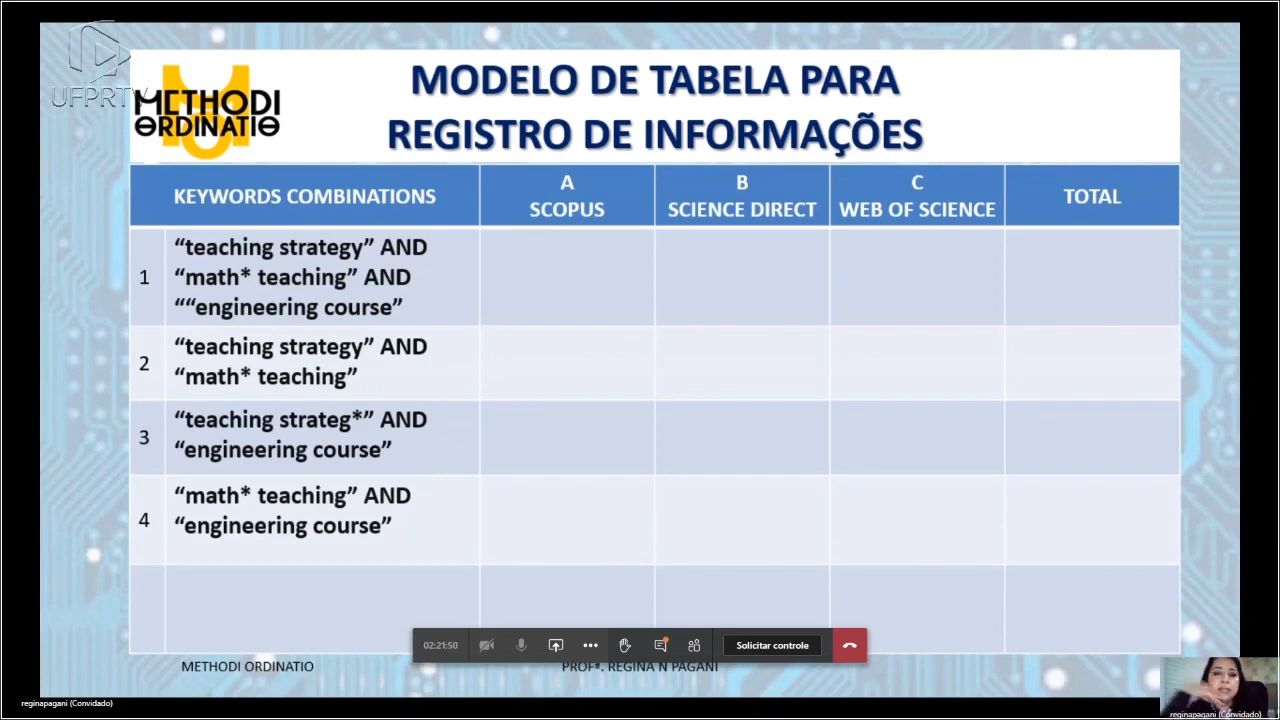 UFPRTV
METHODI
ORDINATIO
MODELO DE TABELA PARA
REGISTRO DE INFORMAÇÕES
KEYWORDS COMBINATIONS
A
SCOPUS
B
SCIENCE DIRECT
C
WEB OF SCIENCE
TOTAL
1
“teaching strategy” AND
“math* teaching” AND
““engineering course”
2
“teaching strategy” AND
“math* teaching”
3
“teaching strateg*” AND
“engineering course”
4
“math* teaching” AND
“engineering course”
02:21:50
Solicitar controle
METHODI ORDINATIO
PROFª. REGINA N PAGANI
reginapagani (Convidado)
reginapagani (Convidado)